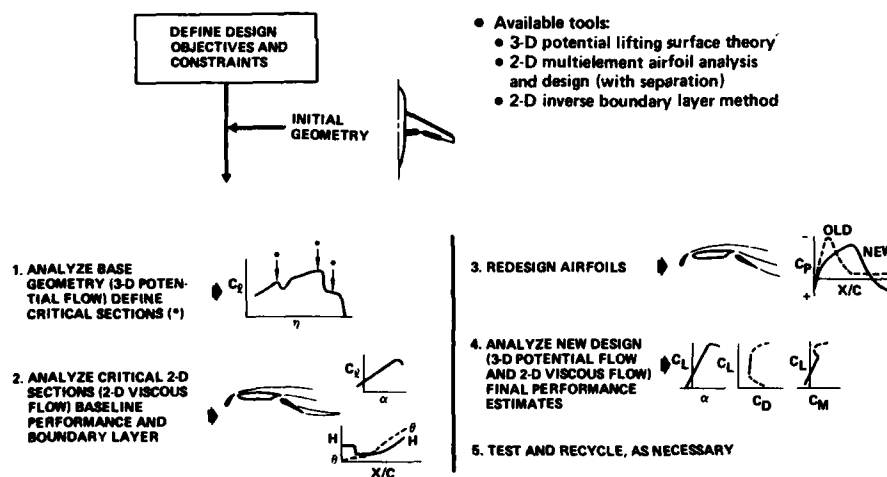 DEFINE DESIGN
OBJECTIVES AND
CONSTRAINTS
INITIAL
GEOMETRY
• Available tools:
• 3-D potential lifting surface theory
• 2-D multielement airfoil analysis
and design (with separation)
• 2-D inverse boundary layer method
1. ANALYZE BASE
GEOMETRY (3-D POTEN-
TIAL FLOW) DEFINE
CRITICAL SECTIONS (*)
* * *
Cℓ
η
2. ANALYZE CRITICAL 2-D
SECTIONS (2-D VISCOUS
FLOW) BASELINE
PERFORMANCE AND
BOUNDARY LAYER
Cℓ
α
H θ
θ H
X/C
3. REDESIGN AIRFOILS
– OLD
NEW
CP
+
X/C
4. ANALYZE NEW DESIGN
(3-D POTENTIAL FLOW
AND 2-D VISCOUS FLOW)
FINAL PERFORMANCE
ESTIMATES
CL CL CL
α CD CM
5. TEST AND RECYCLE, AS NECESSARY